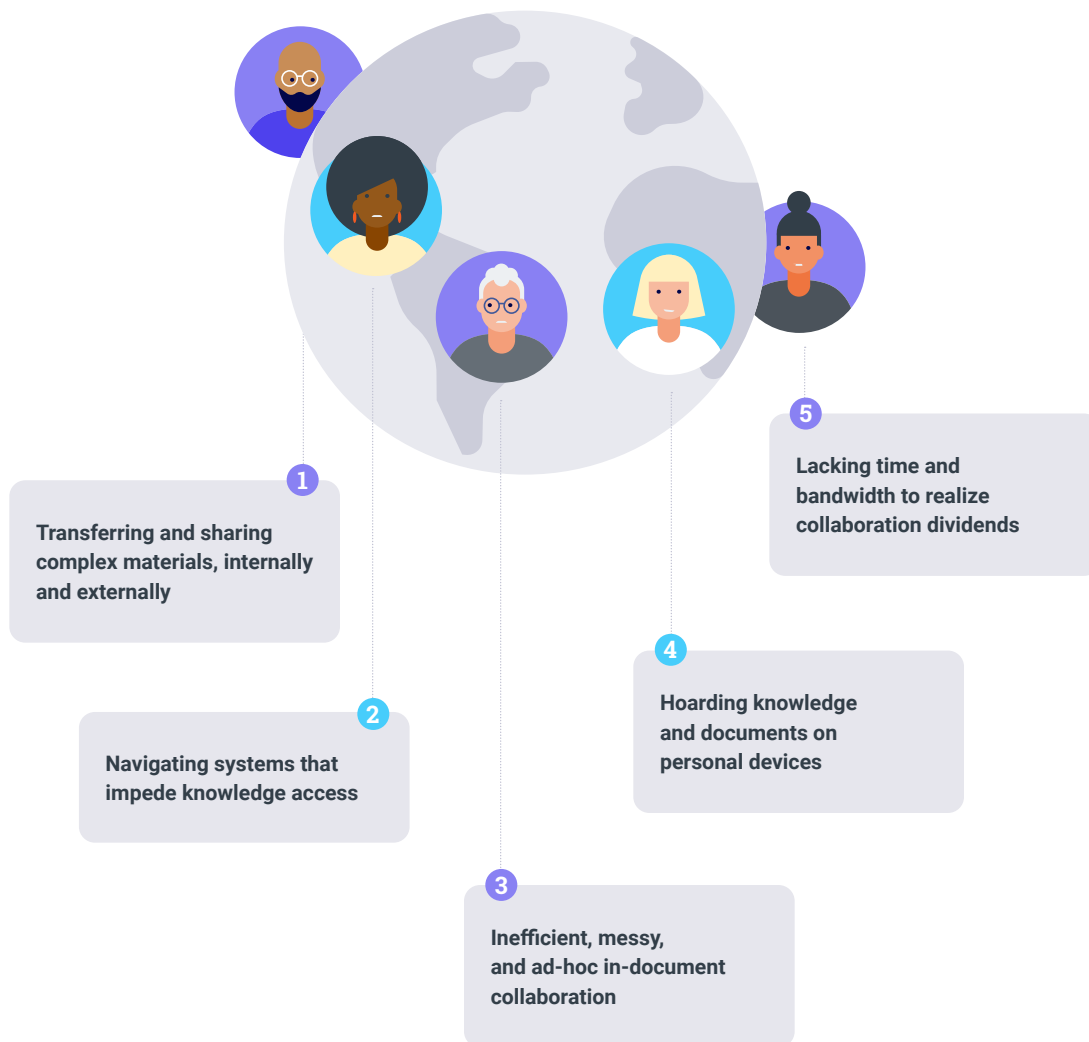 1
Transferring and sharing
complex materials, internally
and externally
2
Navigating systems that
impede knowledge access
3
Inefficient, messy,
and ad-hoc in-document
collaboration
4
Hoarding knowledge
and documents on
personal devices
5
Lacking time and
bandwidth to realize
collaboration dividends